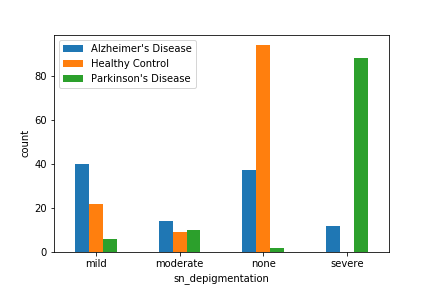 Alzheimer's Disease
Healthy Control
Parkinson's Disease
80
60
40
20
0
count
mild moderate none severe
sn_depigmentation